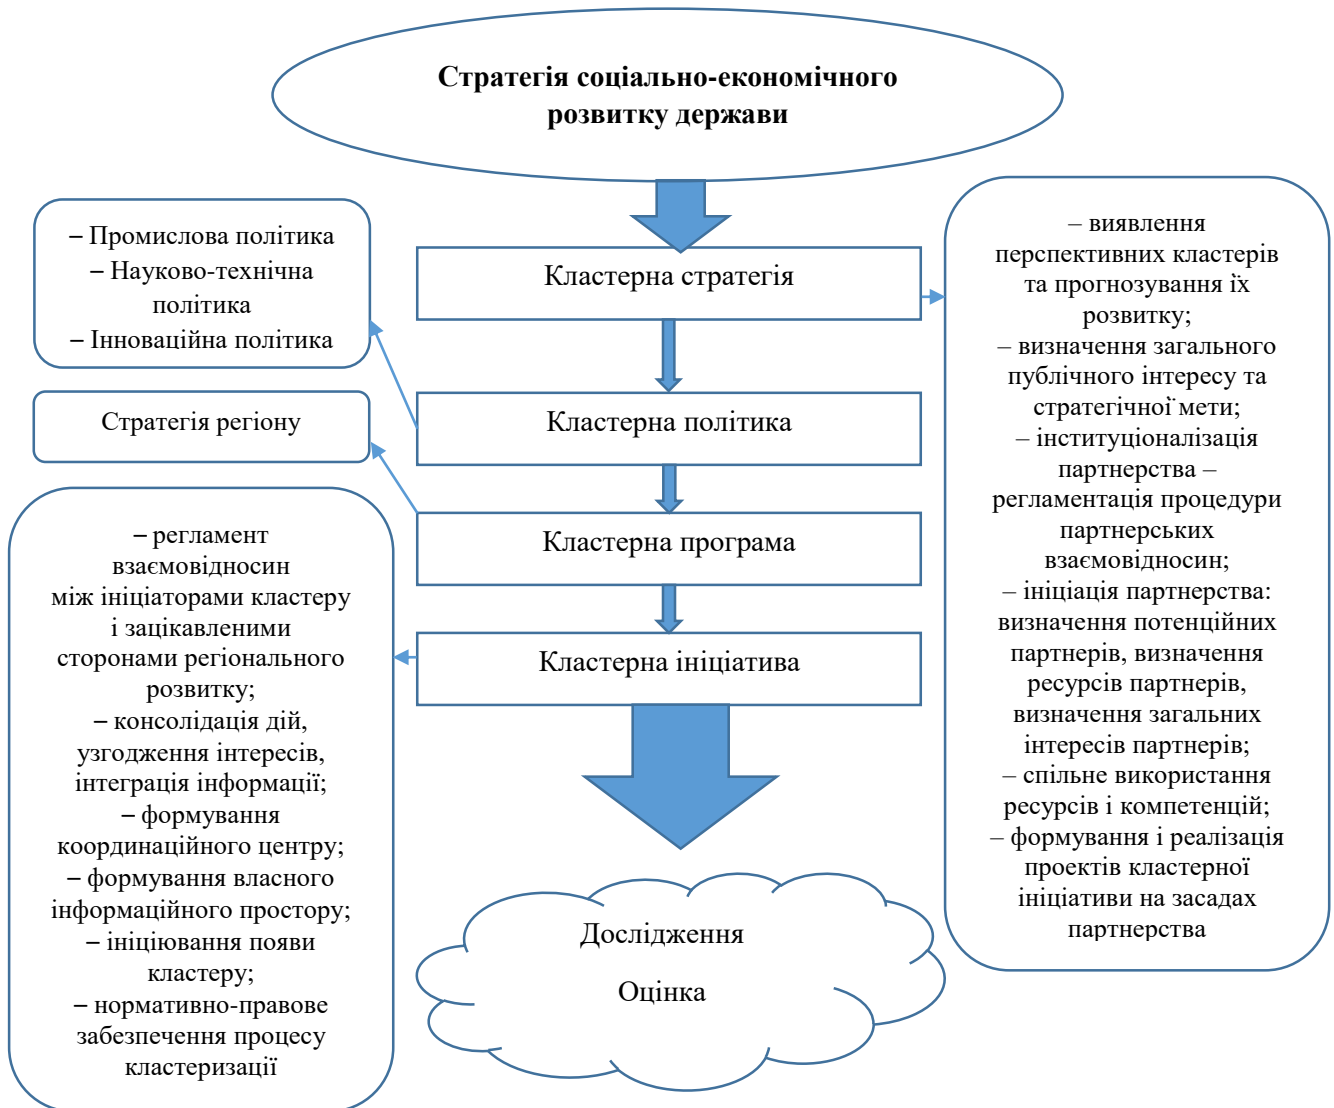 Стратегія соціально-економічного
розвитку держави
– Промислова політика
– Науково-технічна
політика
– Інноваційна політика
Стратегія регіону
– регламент
взаємовідносин
між ініціаторами кластеру
і зацікавленими
сторонами регіонального
розвитку;
– консолідація дій,
узгодження інтересів,
інтеграція інформації;
– формування
координаційного центру;
– формування власного
інформаційного простору;
– ініціювання появи
кластеру;
– нормативно-правове
забезпечення процесу
кластеризації
Кластерна стратегія
Кластерна політика
Кластерна програма
Кластерна ініціатива
Дослідження
Оцінка
– виявлення
перспективних кластерів
та прогнозування їх
розвитку;
– визначення загального
публічного інтересу та
стратегічної мети;
– інституціоналізація
партнерства –
регламентація процедури
партнерських
взаємовідносин;
– ініціація партнерства:
визначення потенційних
партнерів, визначення
ресурсів партнерів,
визначення загальних
інтересів партнерів;
– спільне використання
ресурсів і компетенцій;
– формування і реалізація
проектів кластерної
ініціативи на засадах
партнерства